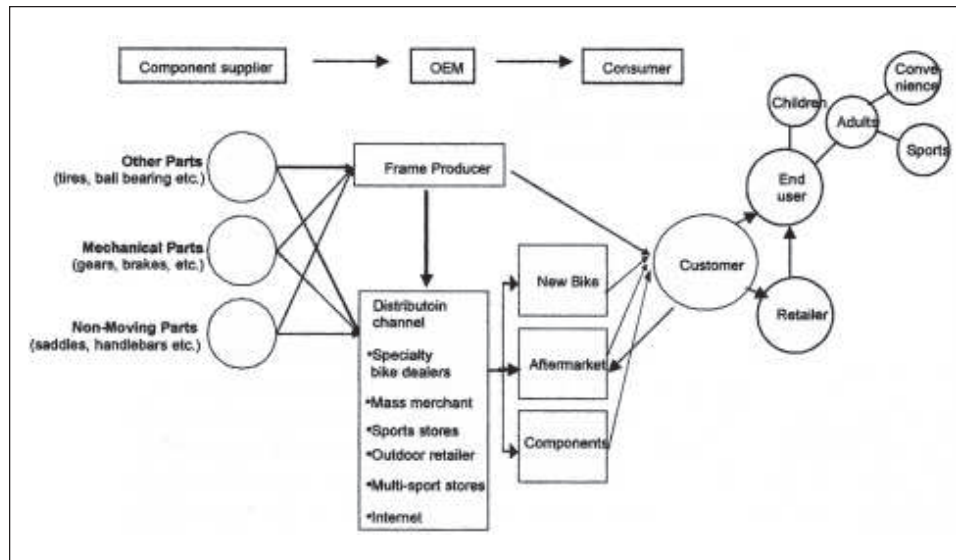 Component supplier
OEM
Consumer
Other Parts
(tires, ball bearing etc.)
Mechanical Parts
(gears, brakes, etc.)
Non-Moving Parts
(saddles, handlebars etc.)
Frame Producer
Distributoin
channel
•Specialty
bike dealers
•Mass merchant
•Sports stores
•Outdoor retailer
•Multi-sport stores
•Internet
New Bike
Aftermarket
Components
Customer
Retailer
End
user
Children
Adults
Conve-
nience
Sports